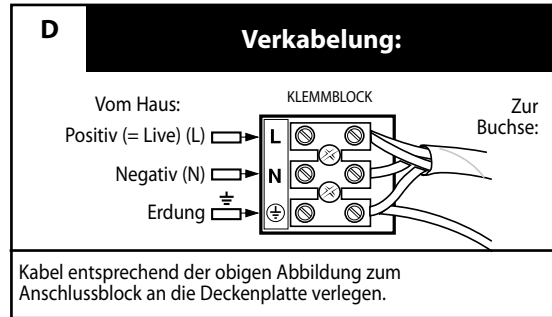 D
Verkabelung:
Vom Haus:
KLEMMBLOCK
Zur
Buchse:
Positiv (= Live) (L)
L
Negativ (N)
N
Erdung
Kabel entsprechend der obigen Abbildung zum
Anschlussblock an die Deckenplatte verlegen.